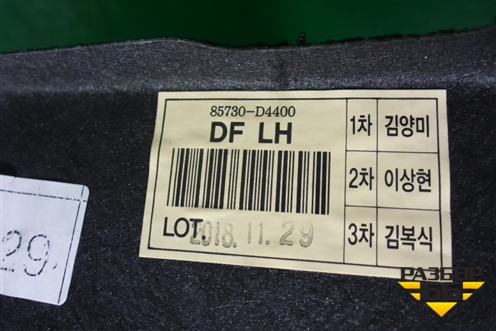 85730-D4400
DF LH
LOT. 2018.11.29
1차 김양미
2차 이상현
3차 김복식
29
РАЗБОР